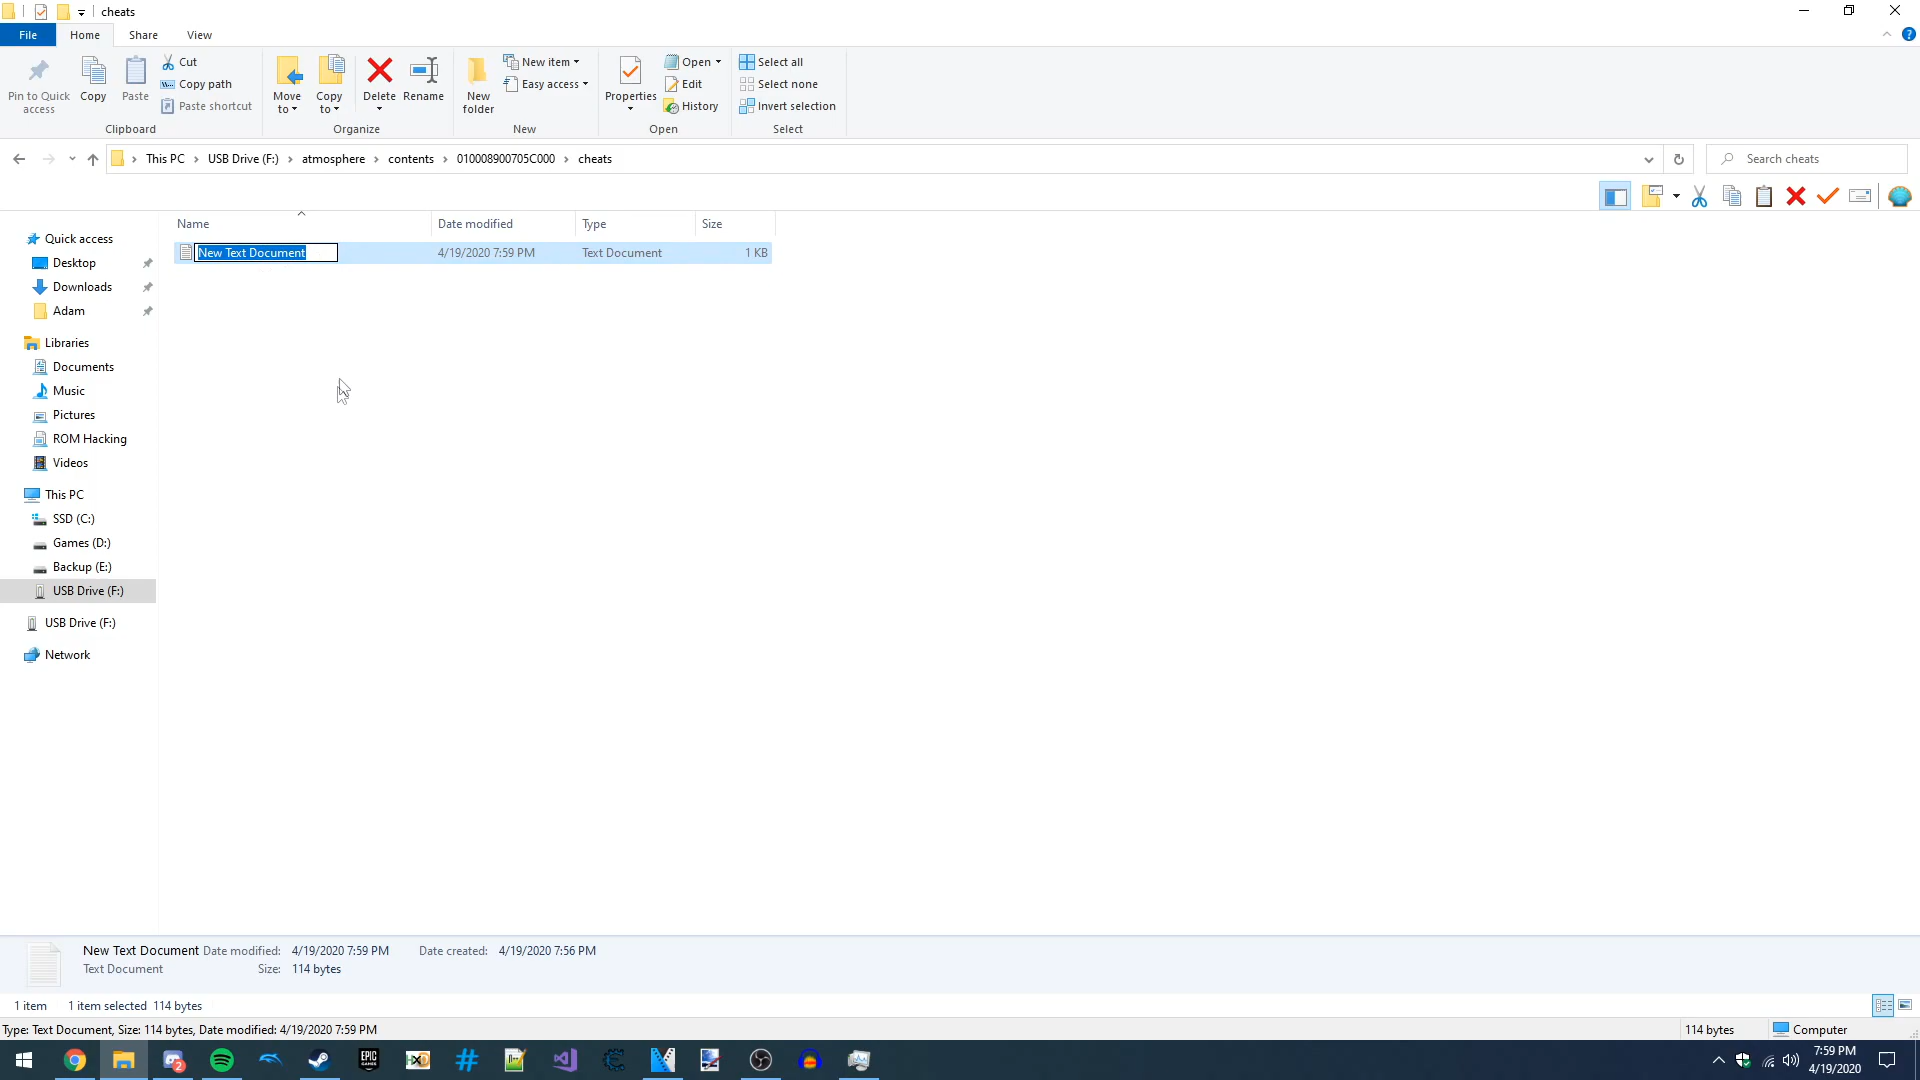 cheats
File Home Share View
Pin to Quick access
Copy
Paste
Cut
Copy path
Paste shortcut
Clipboard
Move to
Copy to
Delete
Rename
Organize
New folder
New item
Easy access
New
Properties
Open
Edit
History
Open
Select all
Select none
Invert selection
Select
This PC USB Drive (F:) atmosphere contents 010008900705C000 cheats
Search cheats
Name Date modified Type Size
New Text Document 4/19/2020 7:59 PM Text Document 1 KB
Quick access
Desktop
Downloads
Adam
Libraries
Documents
Music
Pictures
ROM Hacking
Videos
This PC
SSD (C:)
Games (D:)
Backup (E:)
USB Drive (F:)
USB Drive (F:)
Network
New Text Document Date modified: 4/19/2020 7:59 PM Date created: 4/19/2020 7:56 PM
Text Document Size: 114 bytes
1 item 1 item selected 114 bytes
Type: Text Document, Size: 114 bytes, Date modified: 4/19/2020 7:59 PM 114 bytes Computer
2
EPIC GAMES
HXD
7:59 PM
4/19/2020